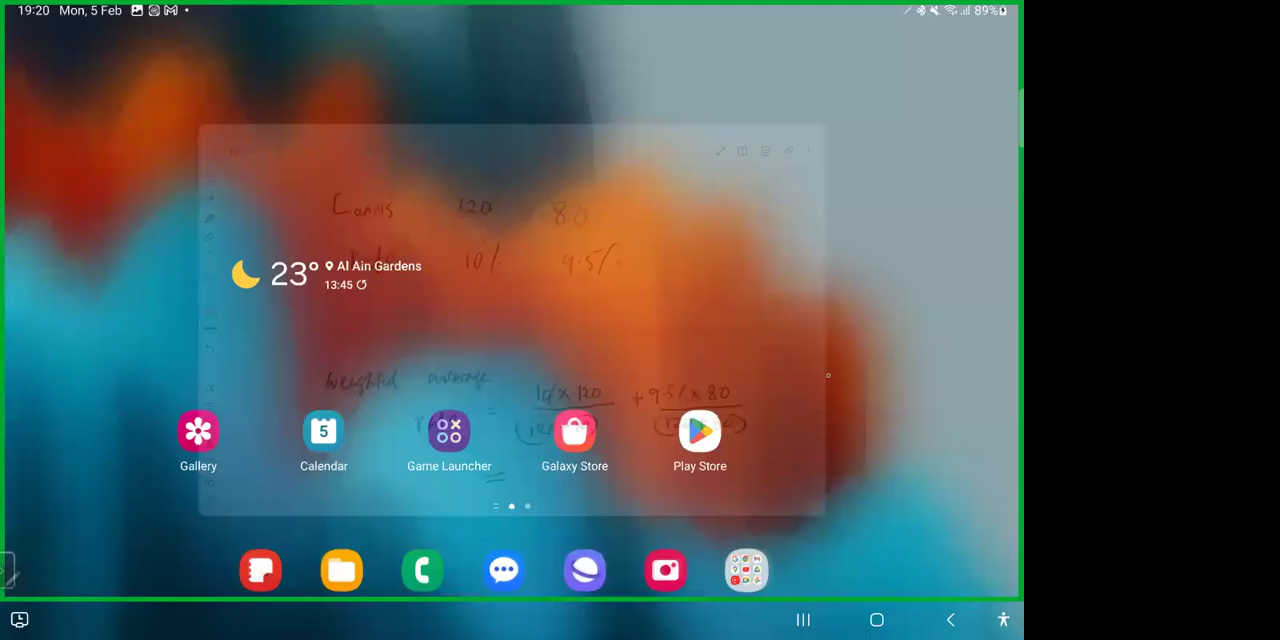 19:20 Mon, 5 Feb
89%
Loans 120 80
10% 9.5%
23° Al Ain Gardens
13:45
weighted average 10% x 120 + 9.5% x 80
=
5
Gallery Calendar Game Launcher Galaxy Store Play Store
=